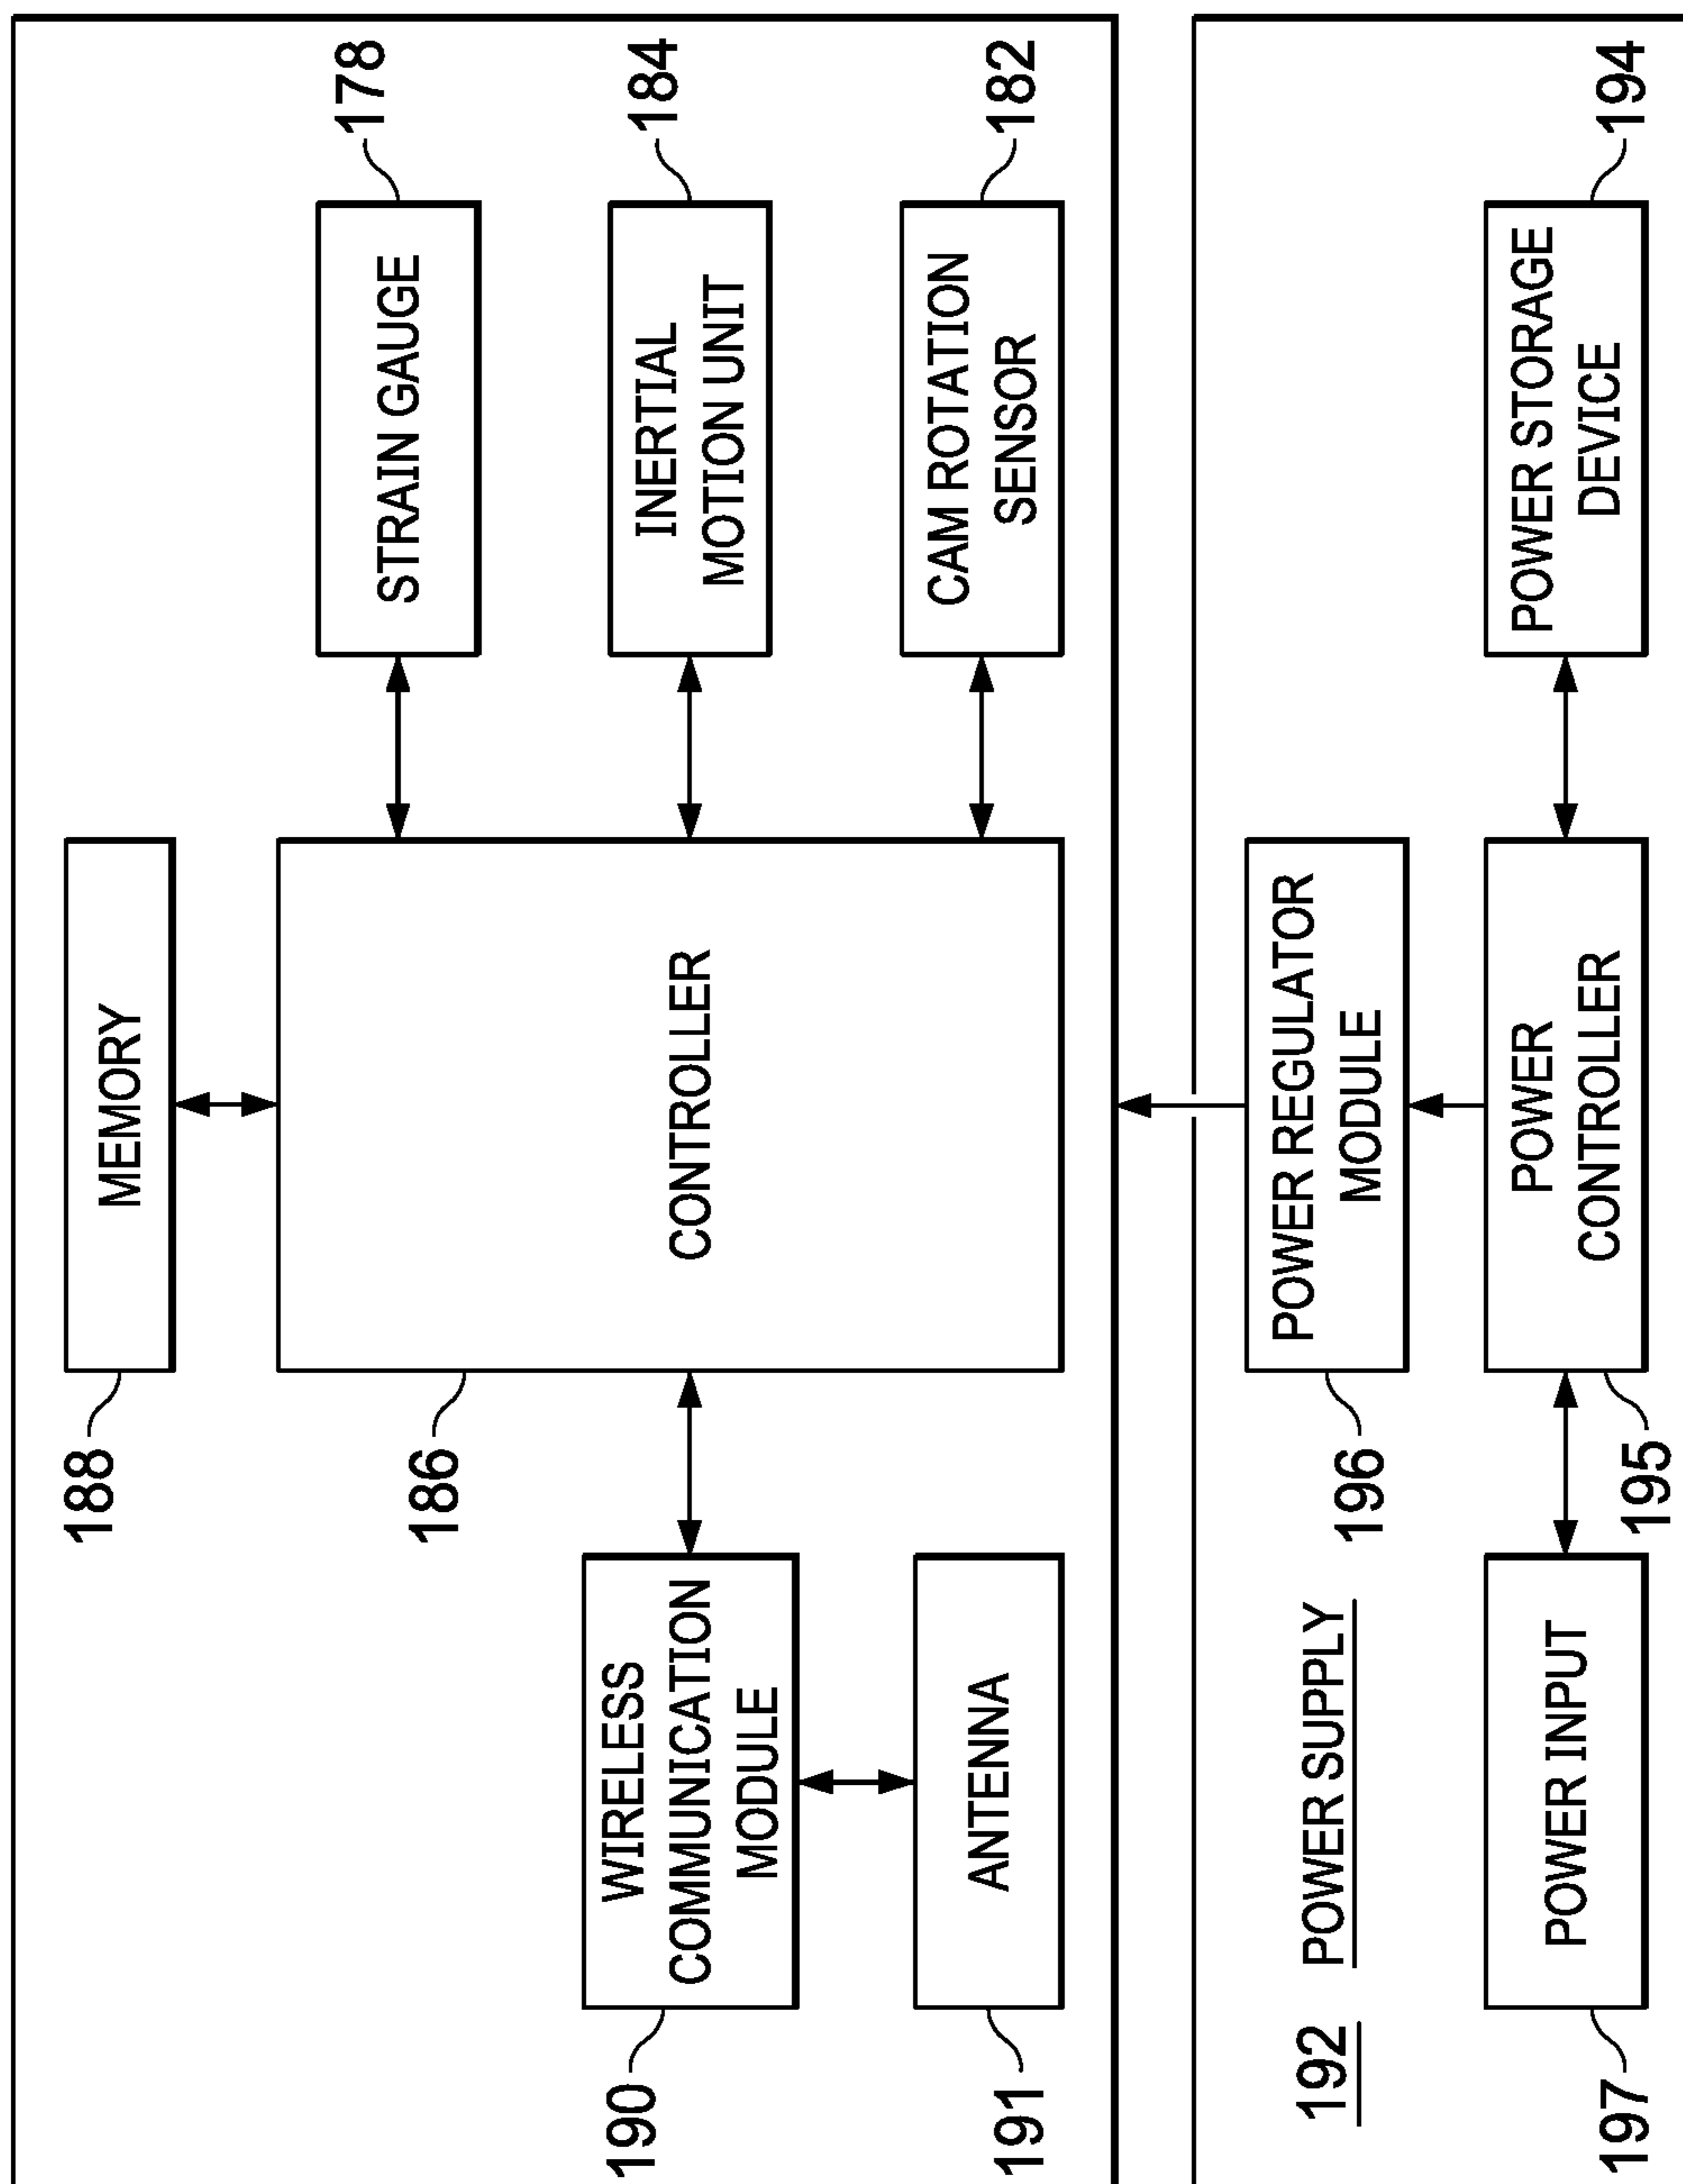 188
MEMORY
178
STRAIN GAUGE
186
CONTROLLER
190
WIRELESS
COMMUNICATION
MODULE
184
INERTIAL
MOTION UNIT
191
ANTENNA
182
CAM ROTATION
SENSOR
192 POWER SUPPLY
196
POWER REGULATOR
MODULE
197
POWER INPUT
195
POWER
CONTROLLER
194
POWER STORAGE
DEVICE